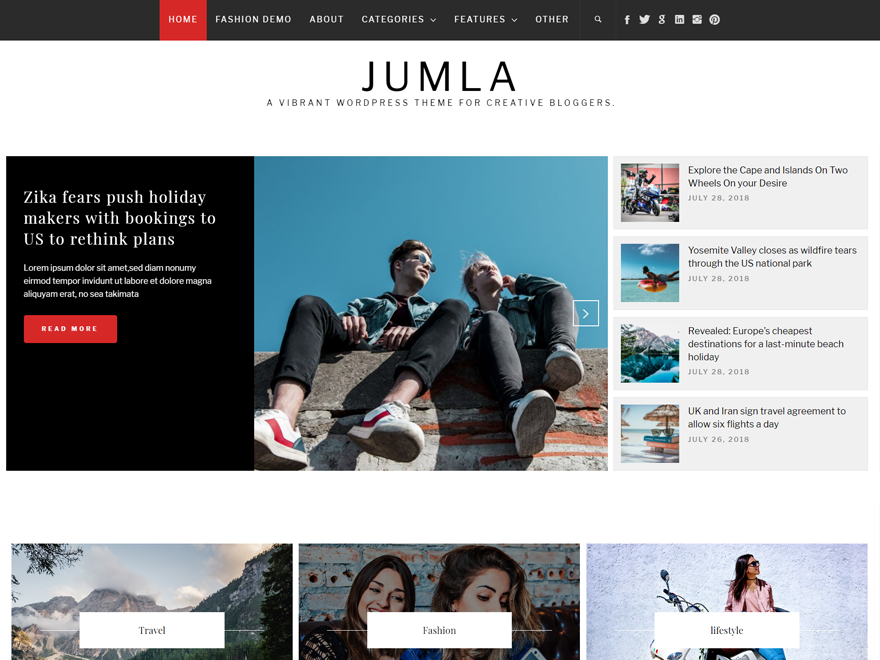 HOME FASHION DEMO ABOUT CATEGORIES FEATURES OTHER
JUMLA
A VIBRANT WORDPRESS THEME FOR CREATIVE BLOGGERS.
Zika fears push holiday
makers with bookings to
US to rethink plans
Lorem ipsum dolor sit amet,sed diam nonumy
eirmod tempor invidunt ut labore et dolore magna
aliquyam erat, no sea takimata
READ MORE
Explore the Cape and Islands On Two
Wheels On your Desire
JULY 28, 2018
Yosemite Valley closes as wildfire tears
through the US national park
JULY 28, 2018
Revealed: Europe's cheapest
destinations for a last-minute beach
holiday
JULY 28, 2018
UK and Iran sign travel agreement to
allow six flights a day
JULY 26, 2018
Travel
Fashion
lifestyle